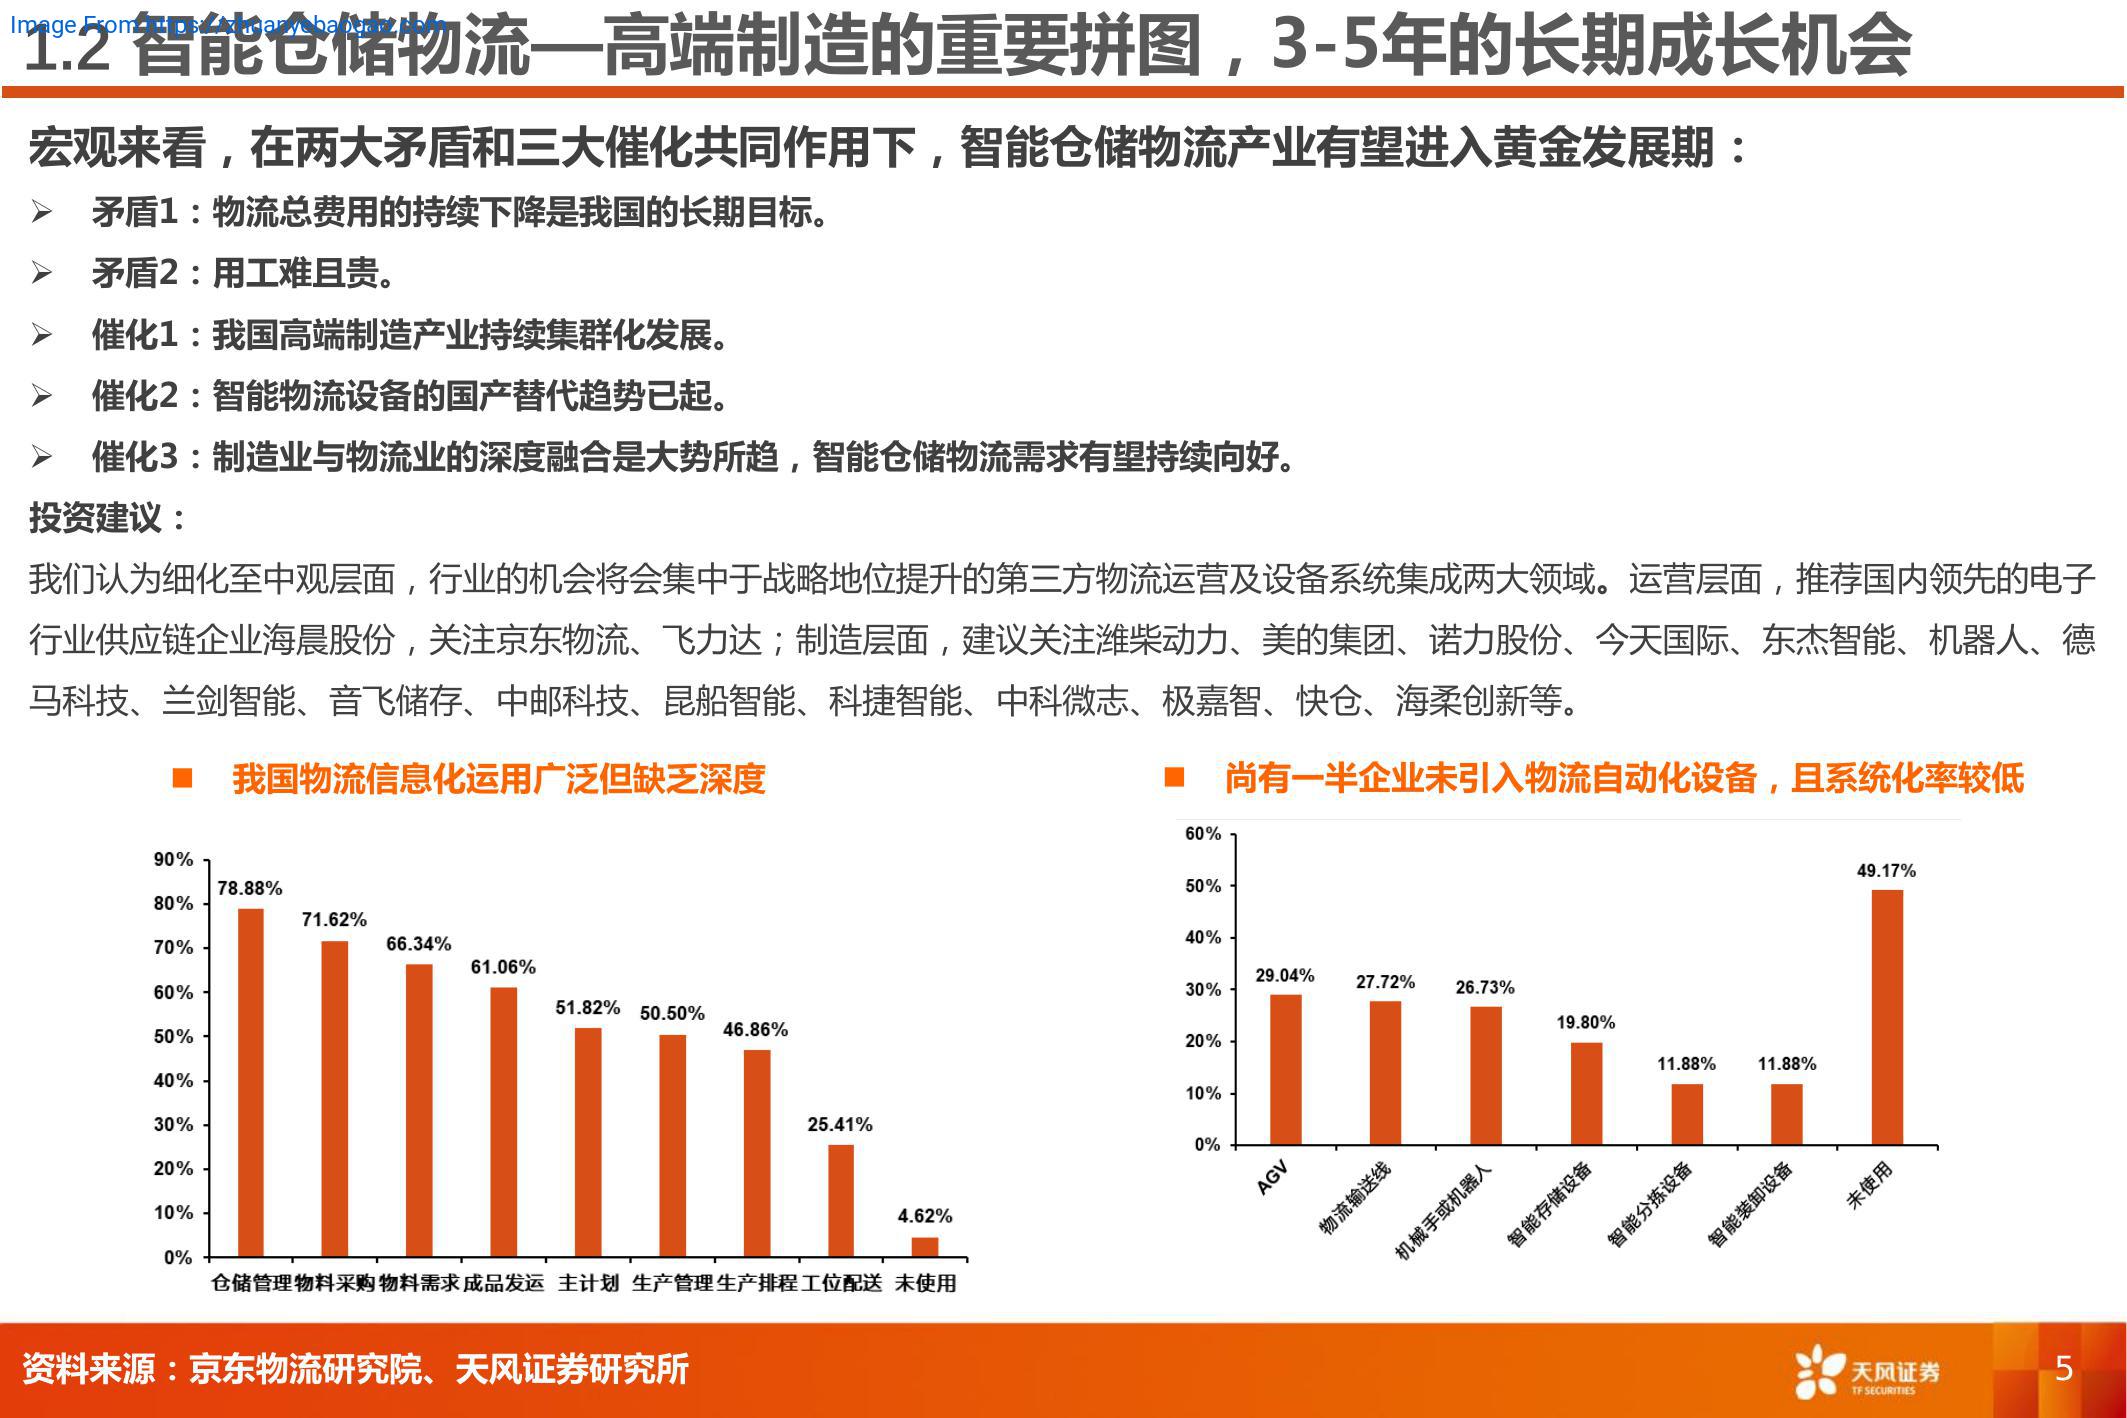 Image From https://zhuanyebaogao.com
1.2 智能仓储物流—高端制造的重要拼图，3-5年的长期成长机会
宏观来看，在两大矛盾和三大催化共同作用下，智能仓储物流产业有望进入黄金发展期：
➢ 矛盾1：物流总费用的持续下降是我国的长期目标。
➢ 矛盾2：用工难且贵。
➢ 催化1：我国高端制造产业持续集群化发展。
➢ 催化2：智能物流设备的国产替代趋势已起。
➢ 催化3：制造业与物流业的深度融合是大势所趋，智能仓储物流需求有望持续向好。
投资建议：
我们认为细化至中观层面，行业的机会将会集中于战略地位提升的第三方物流运营及设备系统集成两大领域。运营层面，推荐国内领先的电子
行业供应链企业海晨股份，关注京东物流、飞力达；制造层面，建议关注潍柴动力、美的集团、诺力股份、今天国际、东杰智能、机器人、德
马科技、兰剑智能、音飞储存、中邮科技、昆船智能、科捷智能、中科微志、极嘉智、快仓、海柔创新等。
■ 我国物流信息化运用广泛但缺乏深度
90%
80%
70%
60%
50%
40%
30%
20%
10%
0%
78.88%
71.62%
66.34%
61.06%
51.82%
50.50%
46.86%
25.41%
4.62%
仓储管理 物料采购 物料需求 成品发运 主计划 生产管理 生产排程 工位配送 未使用
■ 尚有一半企业未引入物流自动化设备，且系统化率较低
60%
50%
40%
30%
20%
10%
0%
29.04%
27.72%
26.73%
19.80%
11.88%
11.88%
49.17%
AGV
物流输送线
机械手或机器人
智能存储设备
智能分拣设备
智能装卸设备
未使用
资料来源：京东物流研究院、天风证券研究所
天风证券
TF SECURITIES
5